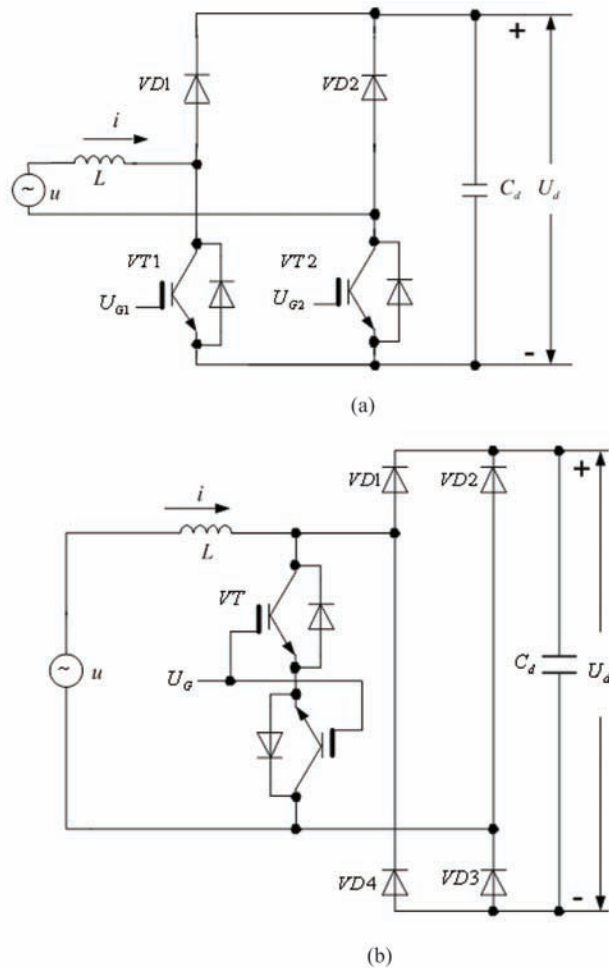 +
VD1
VD2
i
L
~
u
C_d
U_d
VT1
VT2
U_G1
U_G2
-
(a)
+
VD1
VD2
i
L
VT
~
u
U_G
C_d
U_d
VD4
VD3
-
(b)